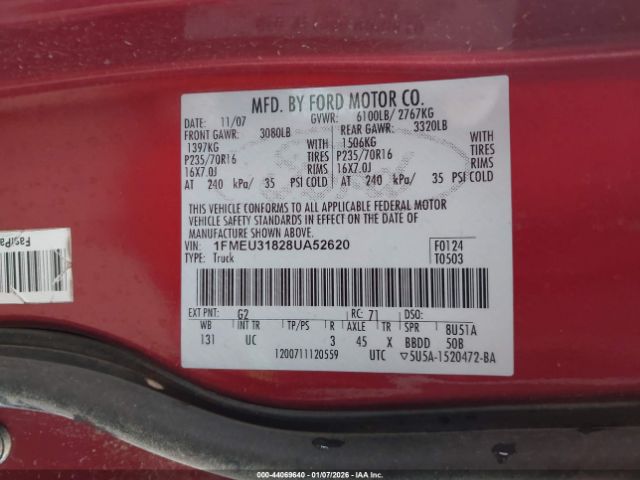 MFD. BY FORD MOTOR CO.
DATE: 11/07 GVWR: 6100LB/ 2767KG
FRONT GAWR: 3080LB REAR GAWR: 3320LB
1397KG WITH 1506KG WITH
P235/70R16 TIRES P235/70R16 TIRES
16X7.0J RIMS 16X7.0J RIMS
AT 240 kPa/ 35 PSI COLD AT 240 kPa/ 35 PSI COLD
THIS VEHICLE CONFORMS TO ALL APPLICABLE FEDERAL MOTOR
VEHICLE SAFETY STANDARDS IN EFFECT ON THE DATE OF
MANUFACTURE SHOWN ABOVE.
VIN: 1FMEU31828UA52620 F0124
TYPE: Truck T0503
EXT PNT: G2 RC: 71 DSO:
WB INT TR TP/PS R AXLE TR SPR 8U51A
131 UC 3 45 X BBDD 50B
1200711120559 UTC ▽5U5A-1520472-BA
Fas/Pa
000-44069640 - 01/07/2026 - IAA Inc.